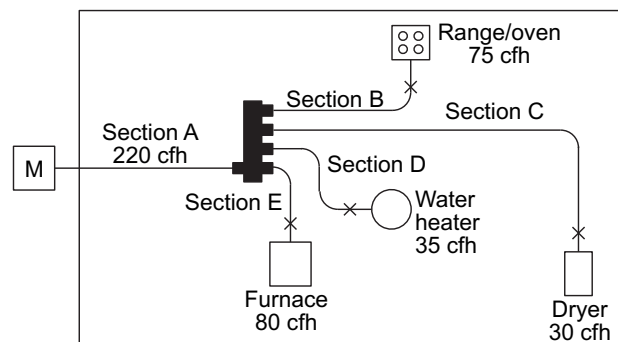 Range/oven
75 cfh
Section B
Section C
Section A
220 cfh
M
Section D
Section E
Water
heater
35 cfh
Furnace
80 cfh
Dryer
30 cfh